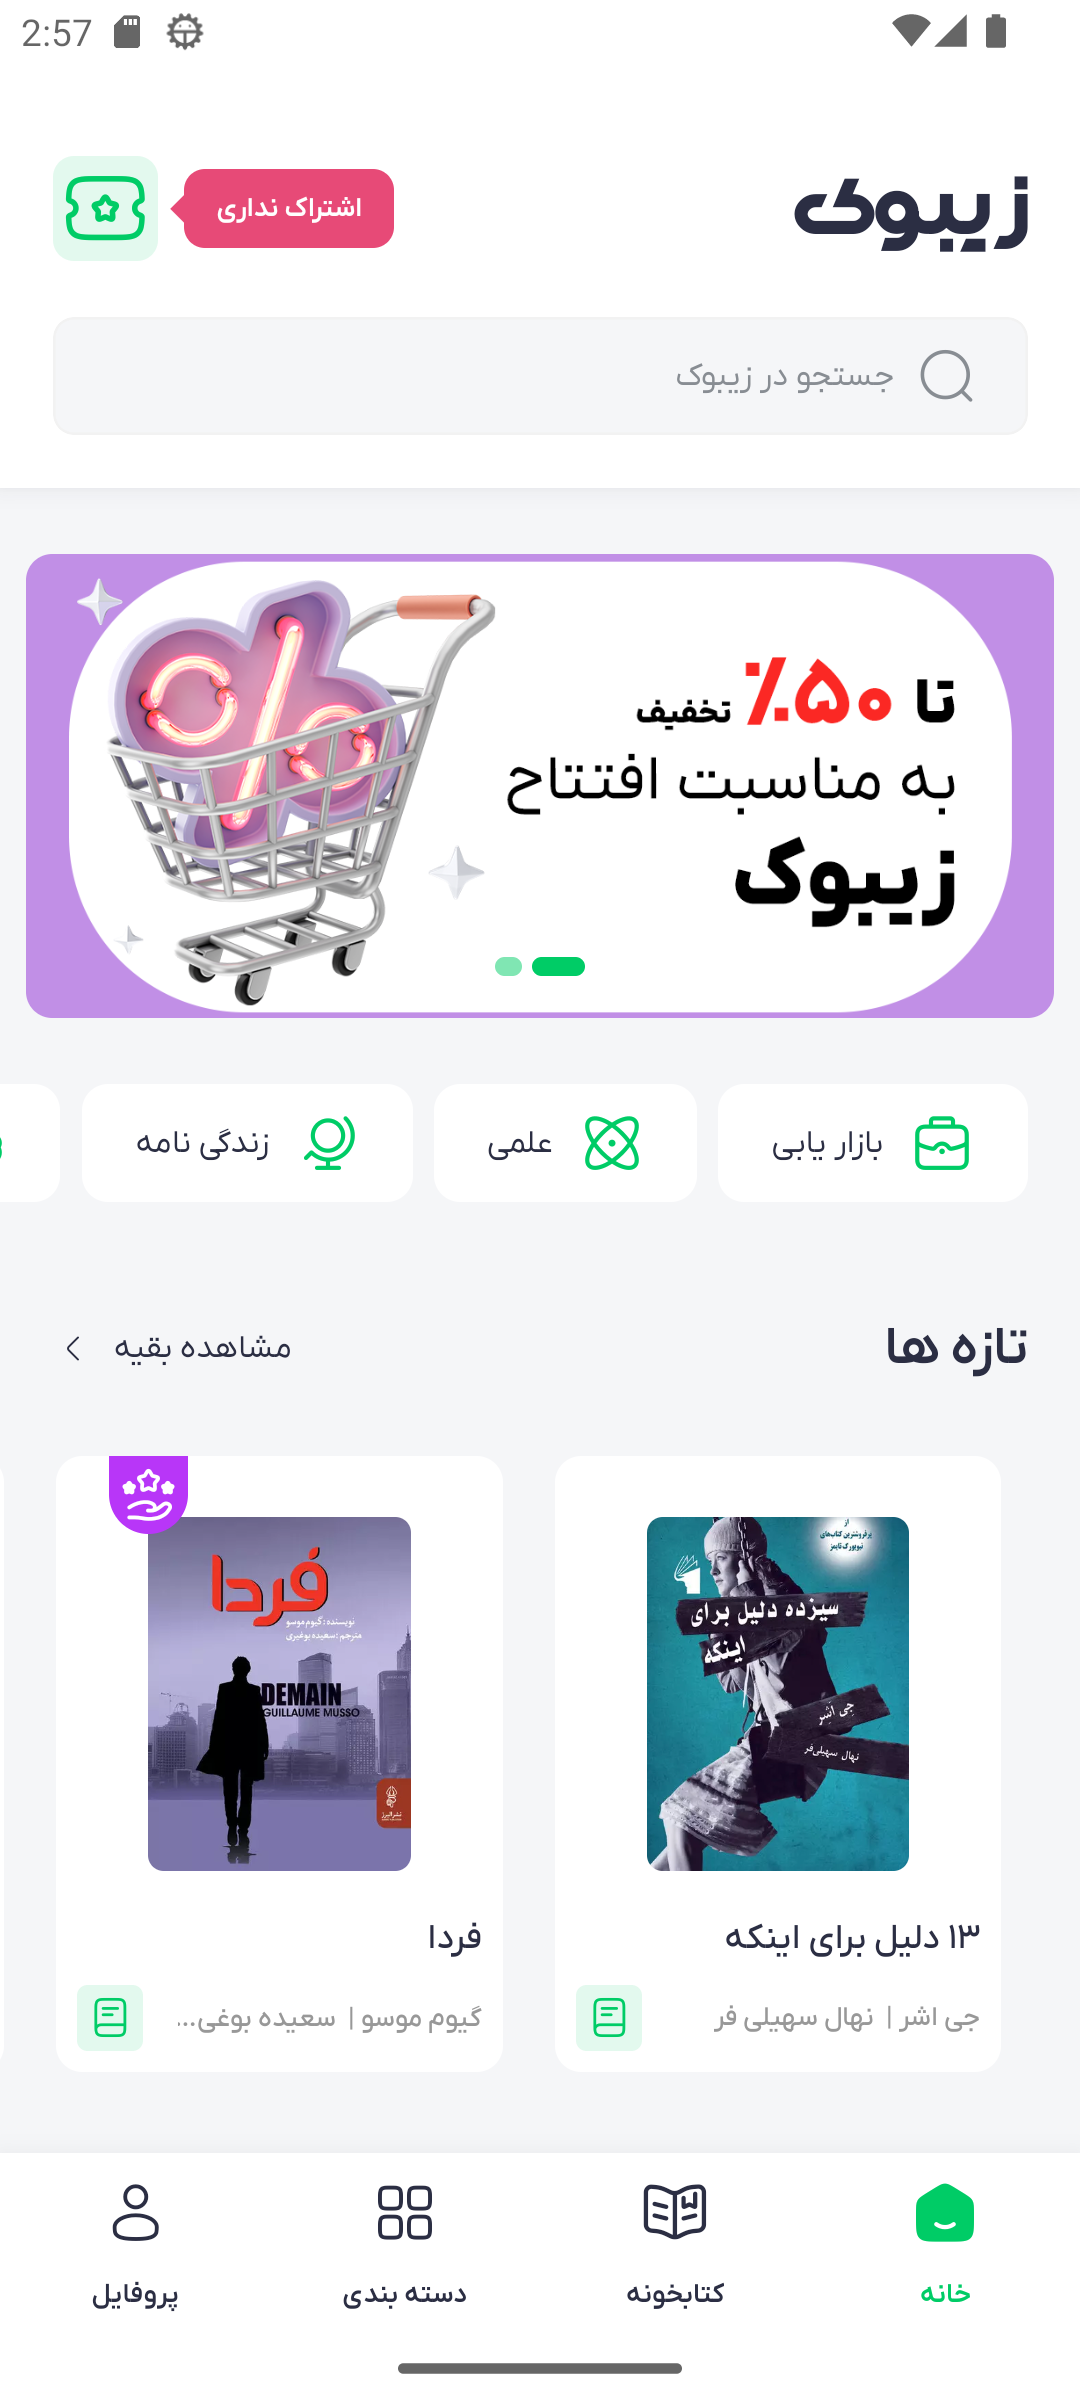 2:57
زیبوک
اشتراک نداری
جستجو در زیبوک
تا ۵۰٪ تخفیف
به مناسبت افتتاح
زیبوک
بازار یابی
علمی
زندگی نامه
تازه ها
مشاهده بقیه
از
پرفروشترین کتاب‌های
نیویورک تایمز
سیزده دلیل برای
اینکه
جی اشر
نهال سهیلی‌فر
۱۳ دلیل برای اینکه
جی اشر | نهال سهیلی فر
فردا
نویسنده: گیوم موسو
مترجم: سعیده بوغیری
DEMAIN
GUILLAUME MUSSO
نشر البرز
فردا
گیوم موسو | سعیده بوغی...
خانه
کتابخونه
دسته بندی
پروفایل